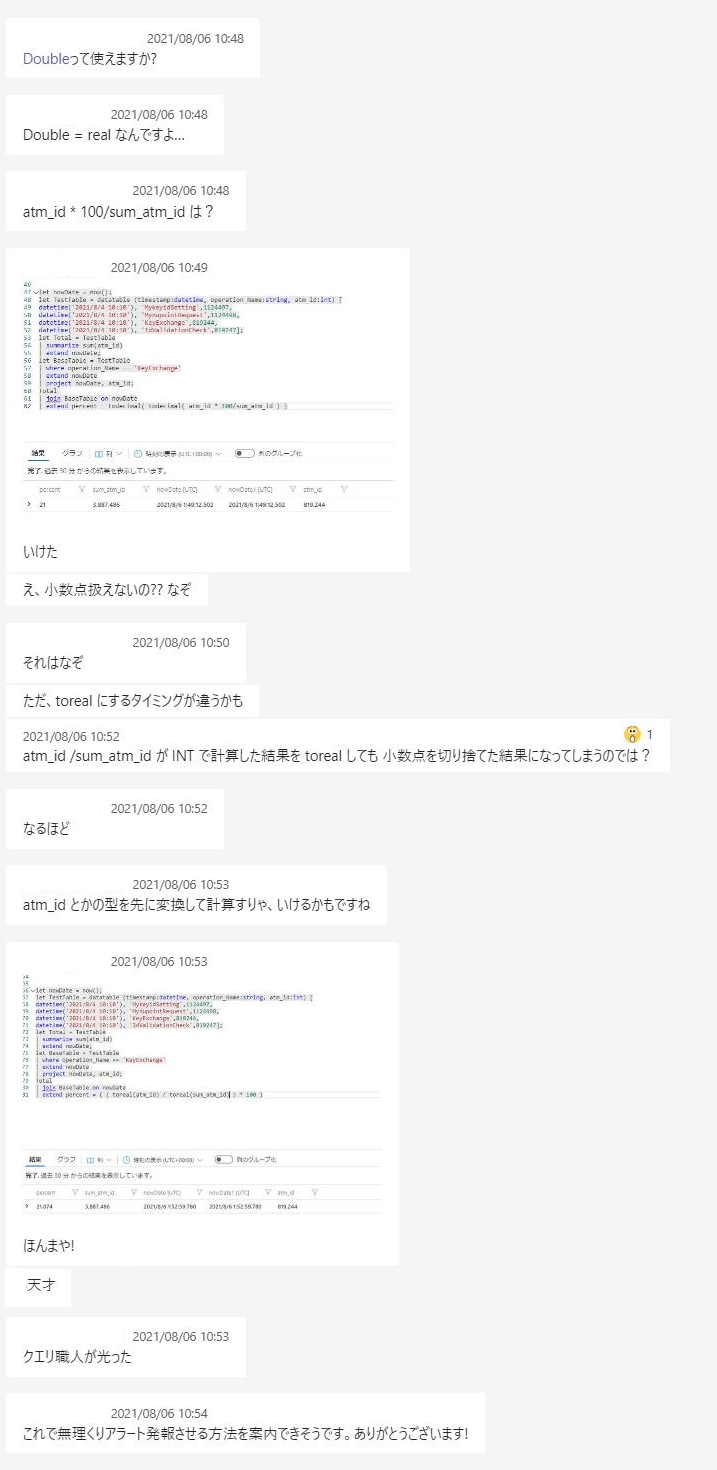 2021/08/06 10:48
Doubleって使えますか?
2021/08/06 10:48
Double = real なんですよ...
2021/08/06 10:48
atm_id * 100/sum_atm_id は？
2021/08/06 10:49
46
47 let nowDate = now();
48 let TestTable = datatable (timestamp:datetime, operation_Name:string, atm_id:int) [
49 datetime('2021/8/4 10:10'), 'MykeyidSetting',1124497,
50 datetime('2021/8/4 10:10'), 'MynupointRequest',1124498,
51 datetime('2021/8/4 10:10'), 'KeyExchange',819244,
52 datetime('2021/8/4 10:10'), 'IdValidationCheck',819247];
53 let Total = TestTable
54 | summarize sum(atm_id)
55 | extend nowDate;
56 let BaseTable = TestTable
57 | where operation_Name == 'KeyExchange'
58 | extend nowDate
59 | project nowDate, atm_id;
60 Total
61 | join BaseTable on nowDate
62 | extend percent = todecimal( todecimal( atm_id * 100/sum_atm_id ) )
結果 グラフ 列 時刻の表示 (UTC+00:00) 列のグループ化
完了. 過去 30 分 からの結果を表示しています。
percent sum_atm_id nowDate [UTC] nowDate1 [UTC] atm_id
21 3,887,486 2021/8/6 1:49:12.502 2021/8/6 1:49:12.502 819,244
いけた
え、小数点扱えないの?? なぞ
2021/08/06 10:50
それはなぞ
ただ、toreal にするタイミングが違うかも
2021/08/06 10:52 1
atm_id /sum_atm_id が INT で計算した結果を toreal しても 小数点を切り捨てた結果になってしまうのでは？
2021/08/06 10:52
なるほど
2021/08/06 10:53
atm_id とかの型を先に変換して計算すりゃ、いけるかもですね
2021/08/06 10:53
let nowDate = now();
let TestTable = datatable (timestamp:datetime, operation_Name:string, atm_id:int) [
datetime('2021/8/4 10:10'), 'MykeyidSetting',1124497,
datetime('2021/8/4 10:10'), 'MynupointRequest',1124498,
datetime('2021/8/4 10:10'), 'KeyExchange',819244,
datetime('2021/8/4 10:10'), 'IdValidationCheck',819247];
let Total = TestTable
| summarize sum(atm_id)
| extend nowDate;
let BaseTable = TestTable
| where operation_Name == 'KeyExchange'
| extend nowDate
| project nowDate, atm_id;
Total
| join BaseTable on nowDate
| extend percent = ( ( toreal(atm_id) / toreal(sum_atm_id) ) * 100 )
結果 グラフ 列 時刻の表示 (UTC+00:00) 列のグループ化
完了. 過去 30 分 からの結果を表示しています。
percent sum_atm_id nowDate [UTC] nowDate1 [UTC] atm_id
21.074 3,887,486 2021/8/6 1:52:59.780 2021/8/6 1:52:59.780 819,244
ほんまや!
天才
2021/08/06 10:53
クエリ職人が光った
2021/08/06 10:54
これで無理くりアラート発報させる方法を案内できそうです。ありがとうございます!